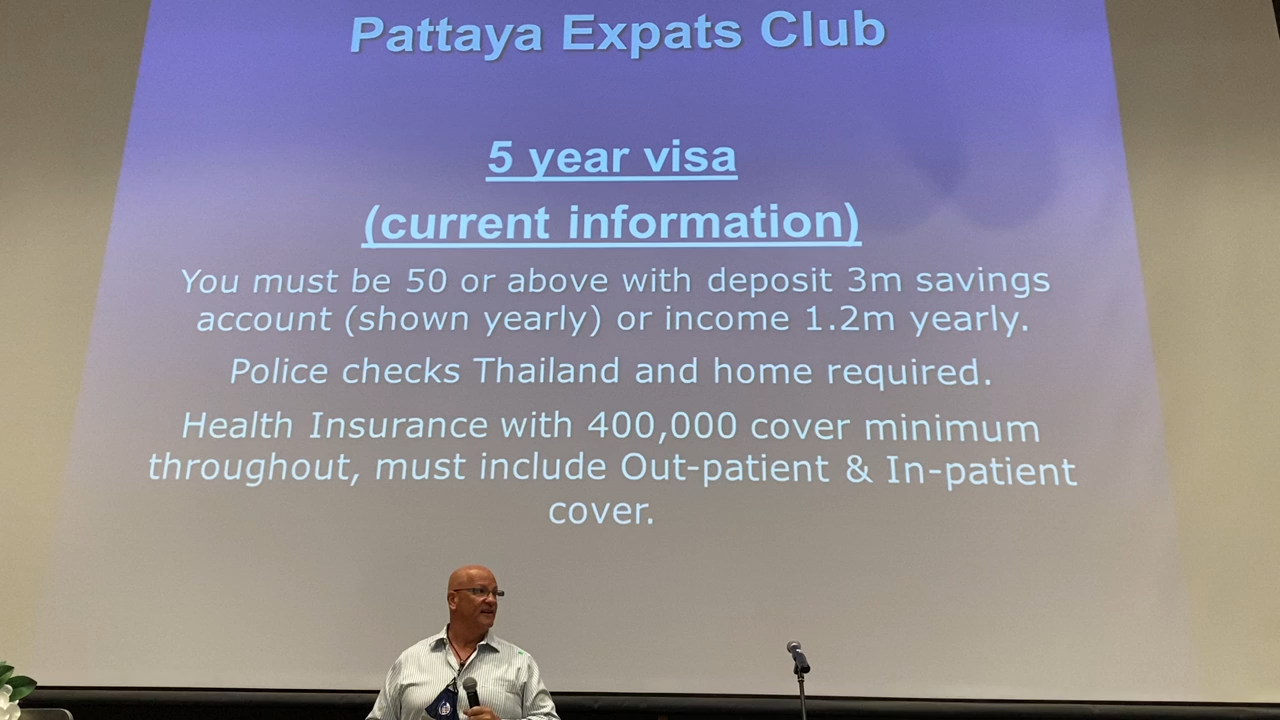 Pattaya Expats Club
5 year visa
(current information)
You must be 50 or above with deposit 3m savings
account (shown yearly) or income 1.2m yearly.
Police checks Thailand and home required.
Health Insurance with 400,000 cover minimum
throughout, must include Out-patient & In-patient
cover.